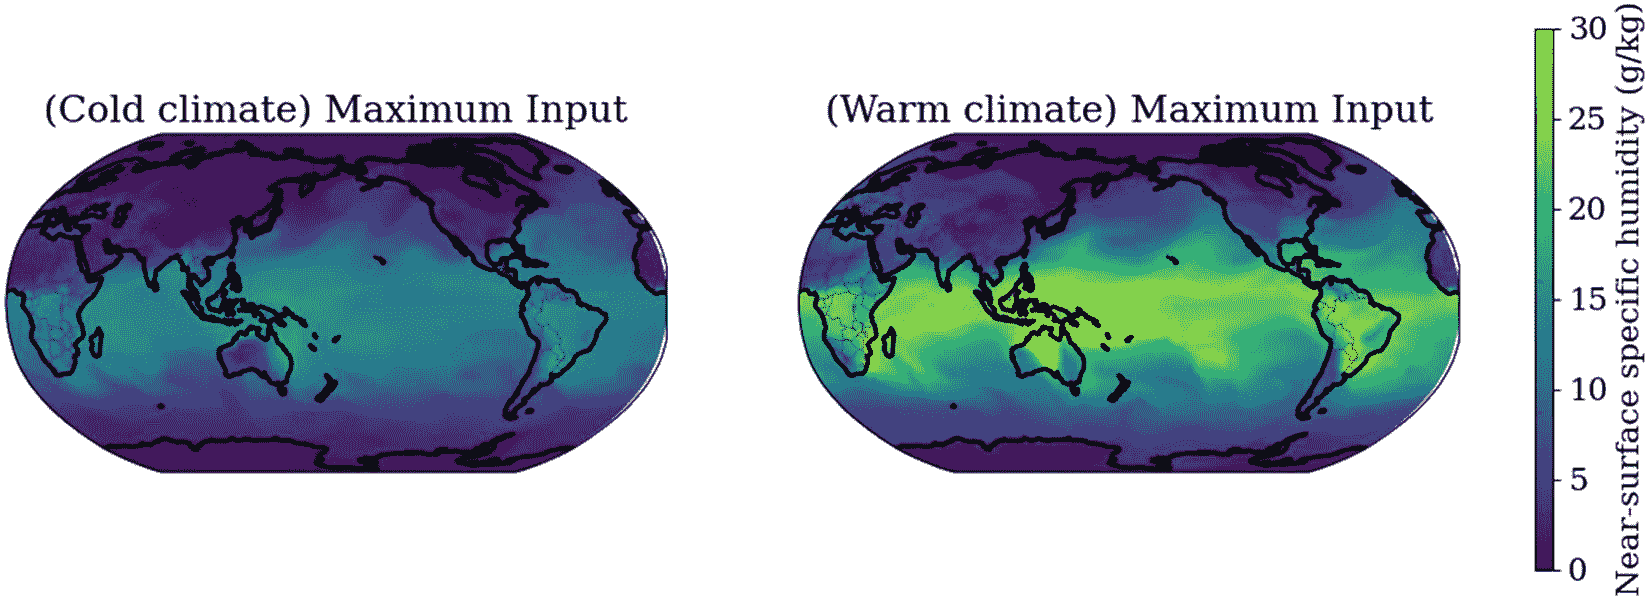 (Cold climate) Maximum Input
(Warm climate) Maximum Input
30
25
20
15
10
5
0
Near-surface specific humidity (g/kg)